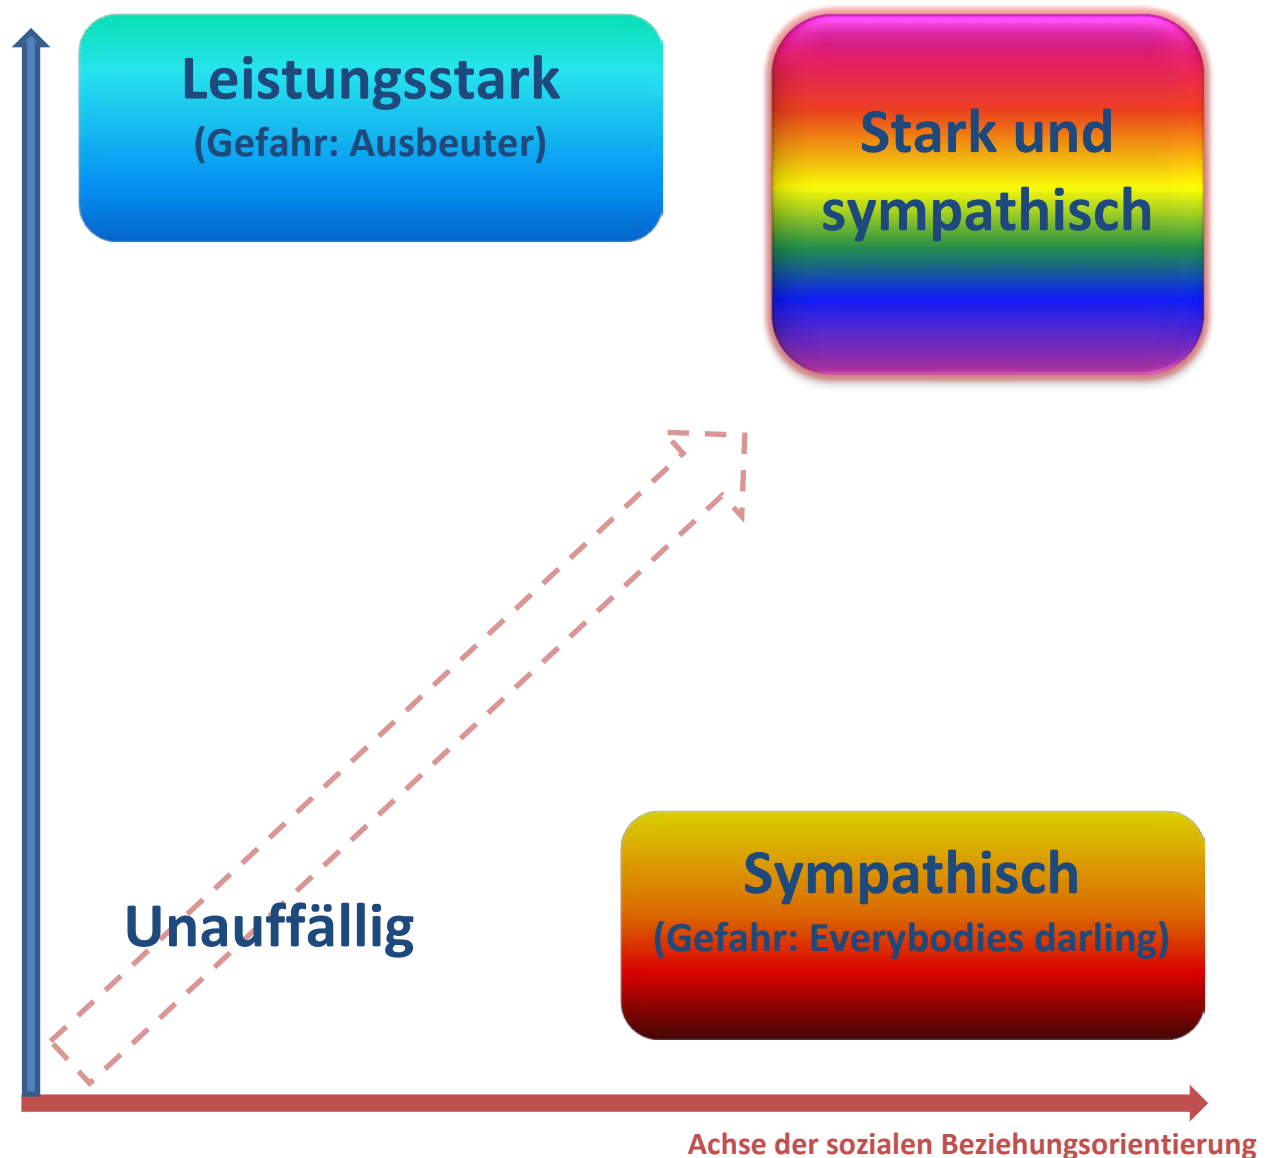 Leistungsstark
(Gefahr: Ausbeuter)
Stark und
sympathisch
Unauffällig
Sympathisch
(Gefahr: Everybodies darling)
Achse der sozialen Beziehungsorientierung